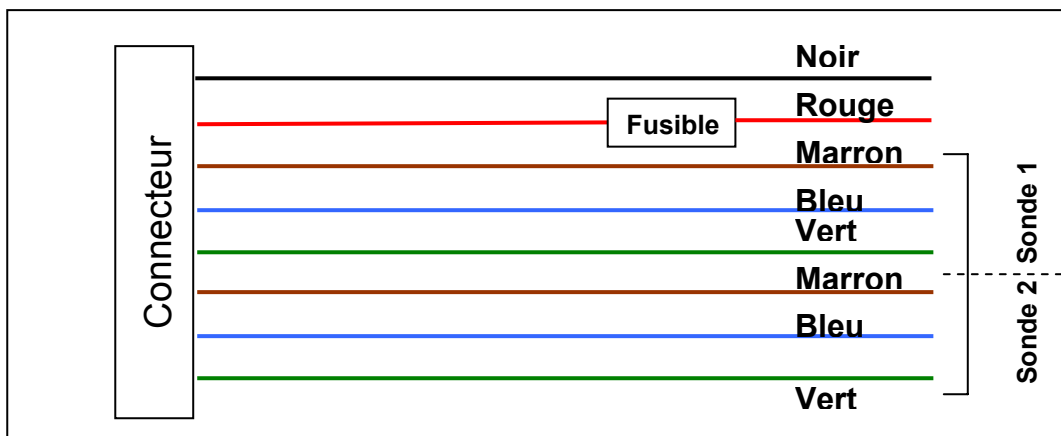 Connecteur
Noir
Rouge
Fusible
Marron
Bleu
Vert
Marron
Bleu
Vert
Sonde 1
Sonde 2